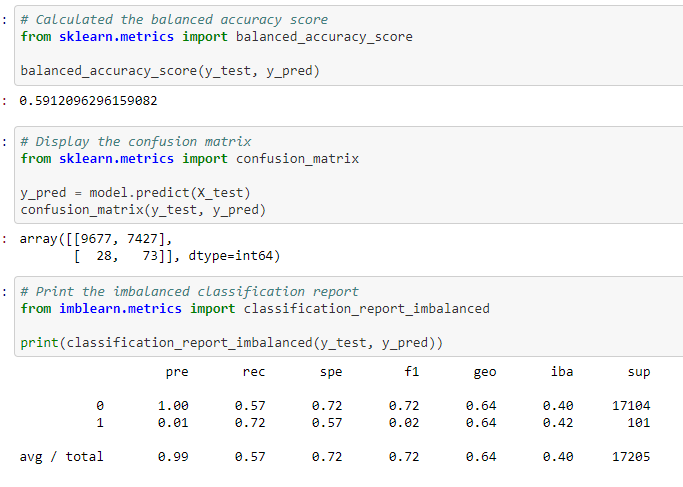 : # Calculated the balanced accuracy score
from sklearn.metrics import balanced_accuracy_score
balanced_accuracy_score(y_test, y_pred)
: 0.5912096296159082
: # Display the confusion matrix
from sklearn.metrics import confusion_matrix
y_pred = model.predict(X_test)
confusion_matrix(y_test, y_pred)
: array([[9677, 7427],
[  28,   73]], dtype=int64)
: # Print the imbalanced classification report
from imblearn.metrics import classification_report_imbalanced
print(classification_report_imbalanced(y_test, y_pred))
pre rec spe f1 geo iba sup
0 1.00 0.57 0.72 0.72 0.64 0.40 17104
1 0.01 0.72 0.57 0.02 0.64 0.42 101
avg / total 0.99 0.57 0.72 0.72 0.64 0.40 17205